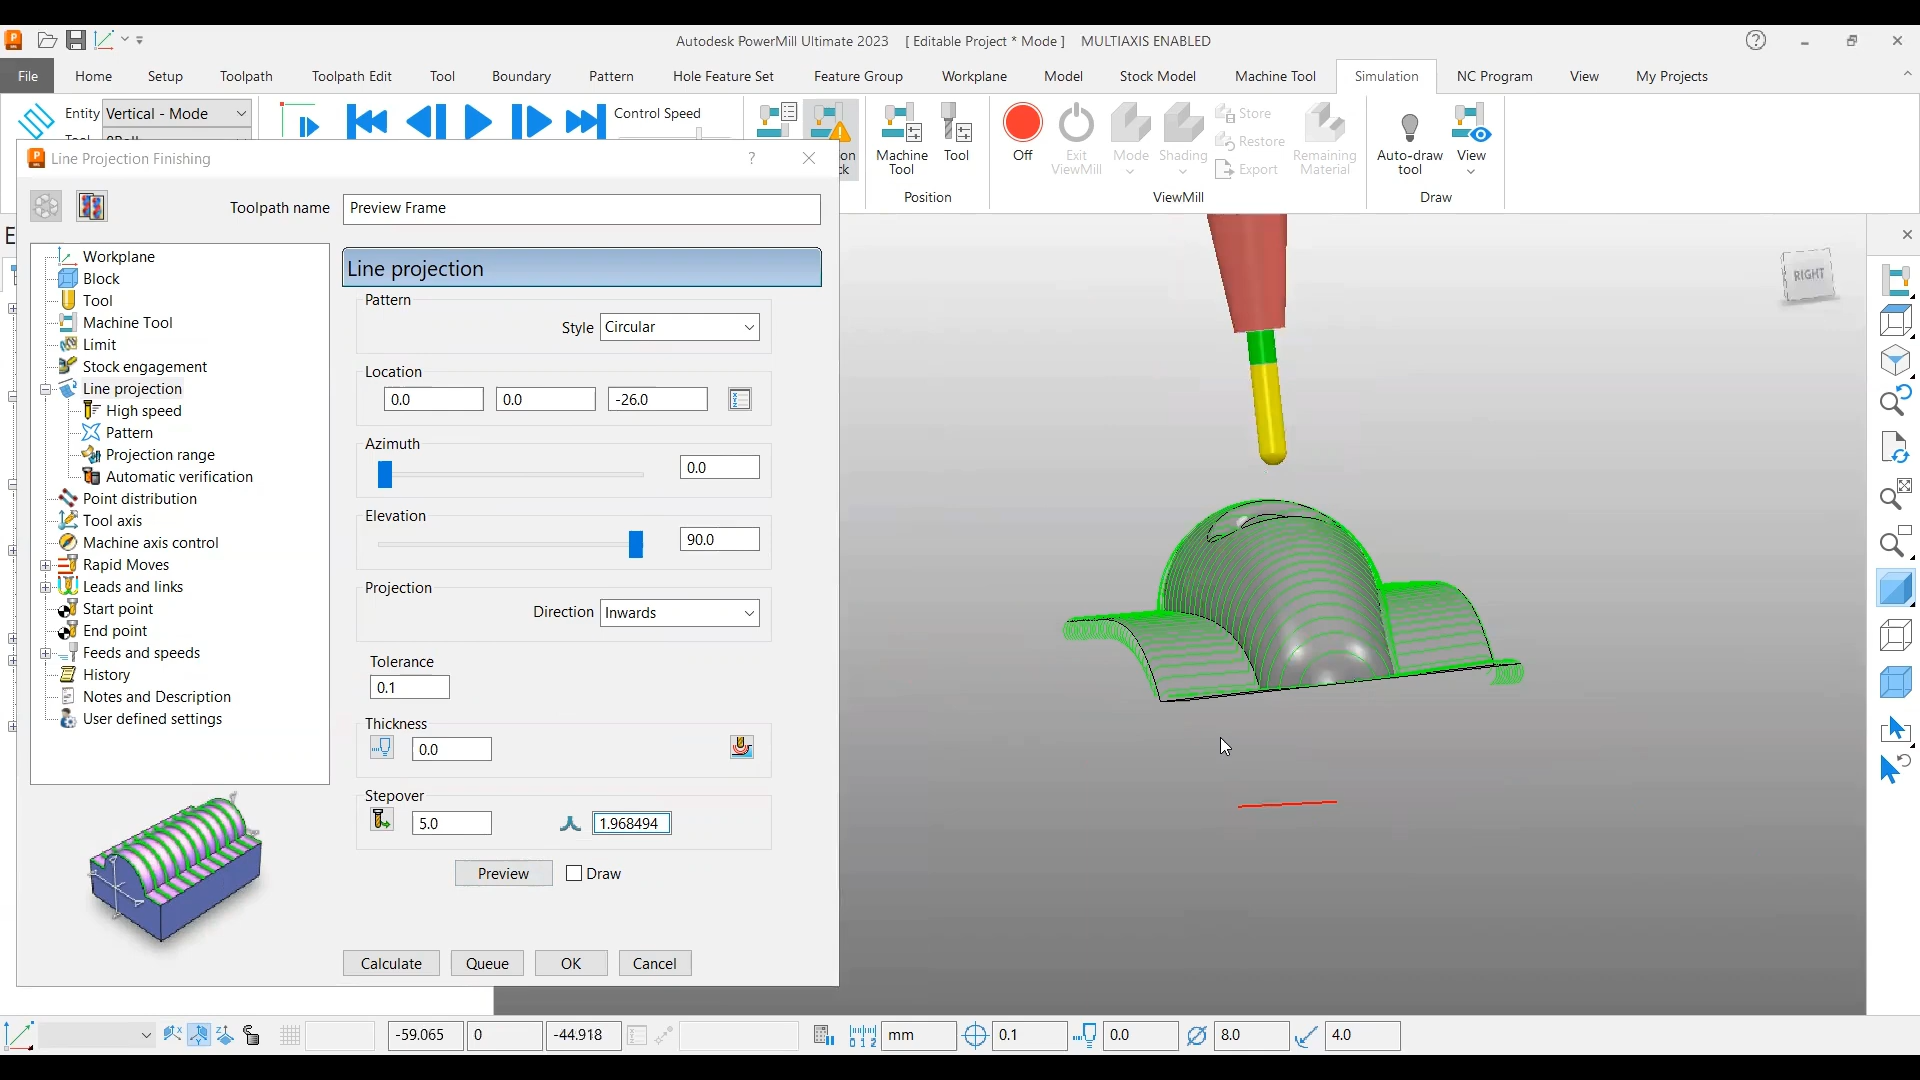 Autodesk PowerMill Ultimate 2023 [ Editable Project * Mode ] MULTIAXIS ENABLED
File Home Setup Toolpath Toolpath Edit Tool Boundary Pattern Hole Feature Set Feature Group Workplane Model Stock Model Machine Tool Simulation NC Program View My Projects
Entity Vertical - Mode Control Speed
Machine Tool
Tool
Position
Off
Exit ViewMill
Mode
Shading
Store
Restore
Export
Remaining Material
ViewMill
Auto-draw tool
View
Draw
Line Projection Finishing ?
Toolpath name Preview Frame
Workplane
Block
Tool
Machine Tool
Limit
Stock engagement
Line projection
High speed
Pattern
Projection range
Automatic verification
Point distribution
Tool axis
Machine axis control
Rapid Moves
Leads and links
Start point
End point
Feeds and speeds
History
Notes and Description
User defined settings
Line projection
Pattern
Style Circular
Location
0.0 0.0 -26.0
Azimuth
0.0
Elevation
90.0
Projection
Direction Inwards
Tolerance
0.1
Thickness
0.0
Stepover
5.0 1.968494
Preview Draw
Calculate Queue OK Cancel
RIGHT
-59.065 0 -44.918 mm 0.1 0.0 8.0 4.0